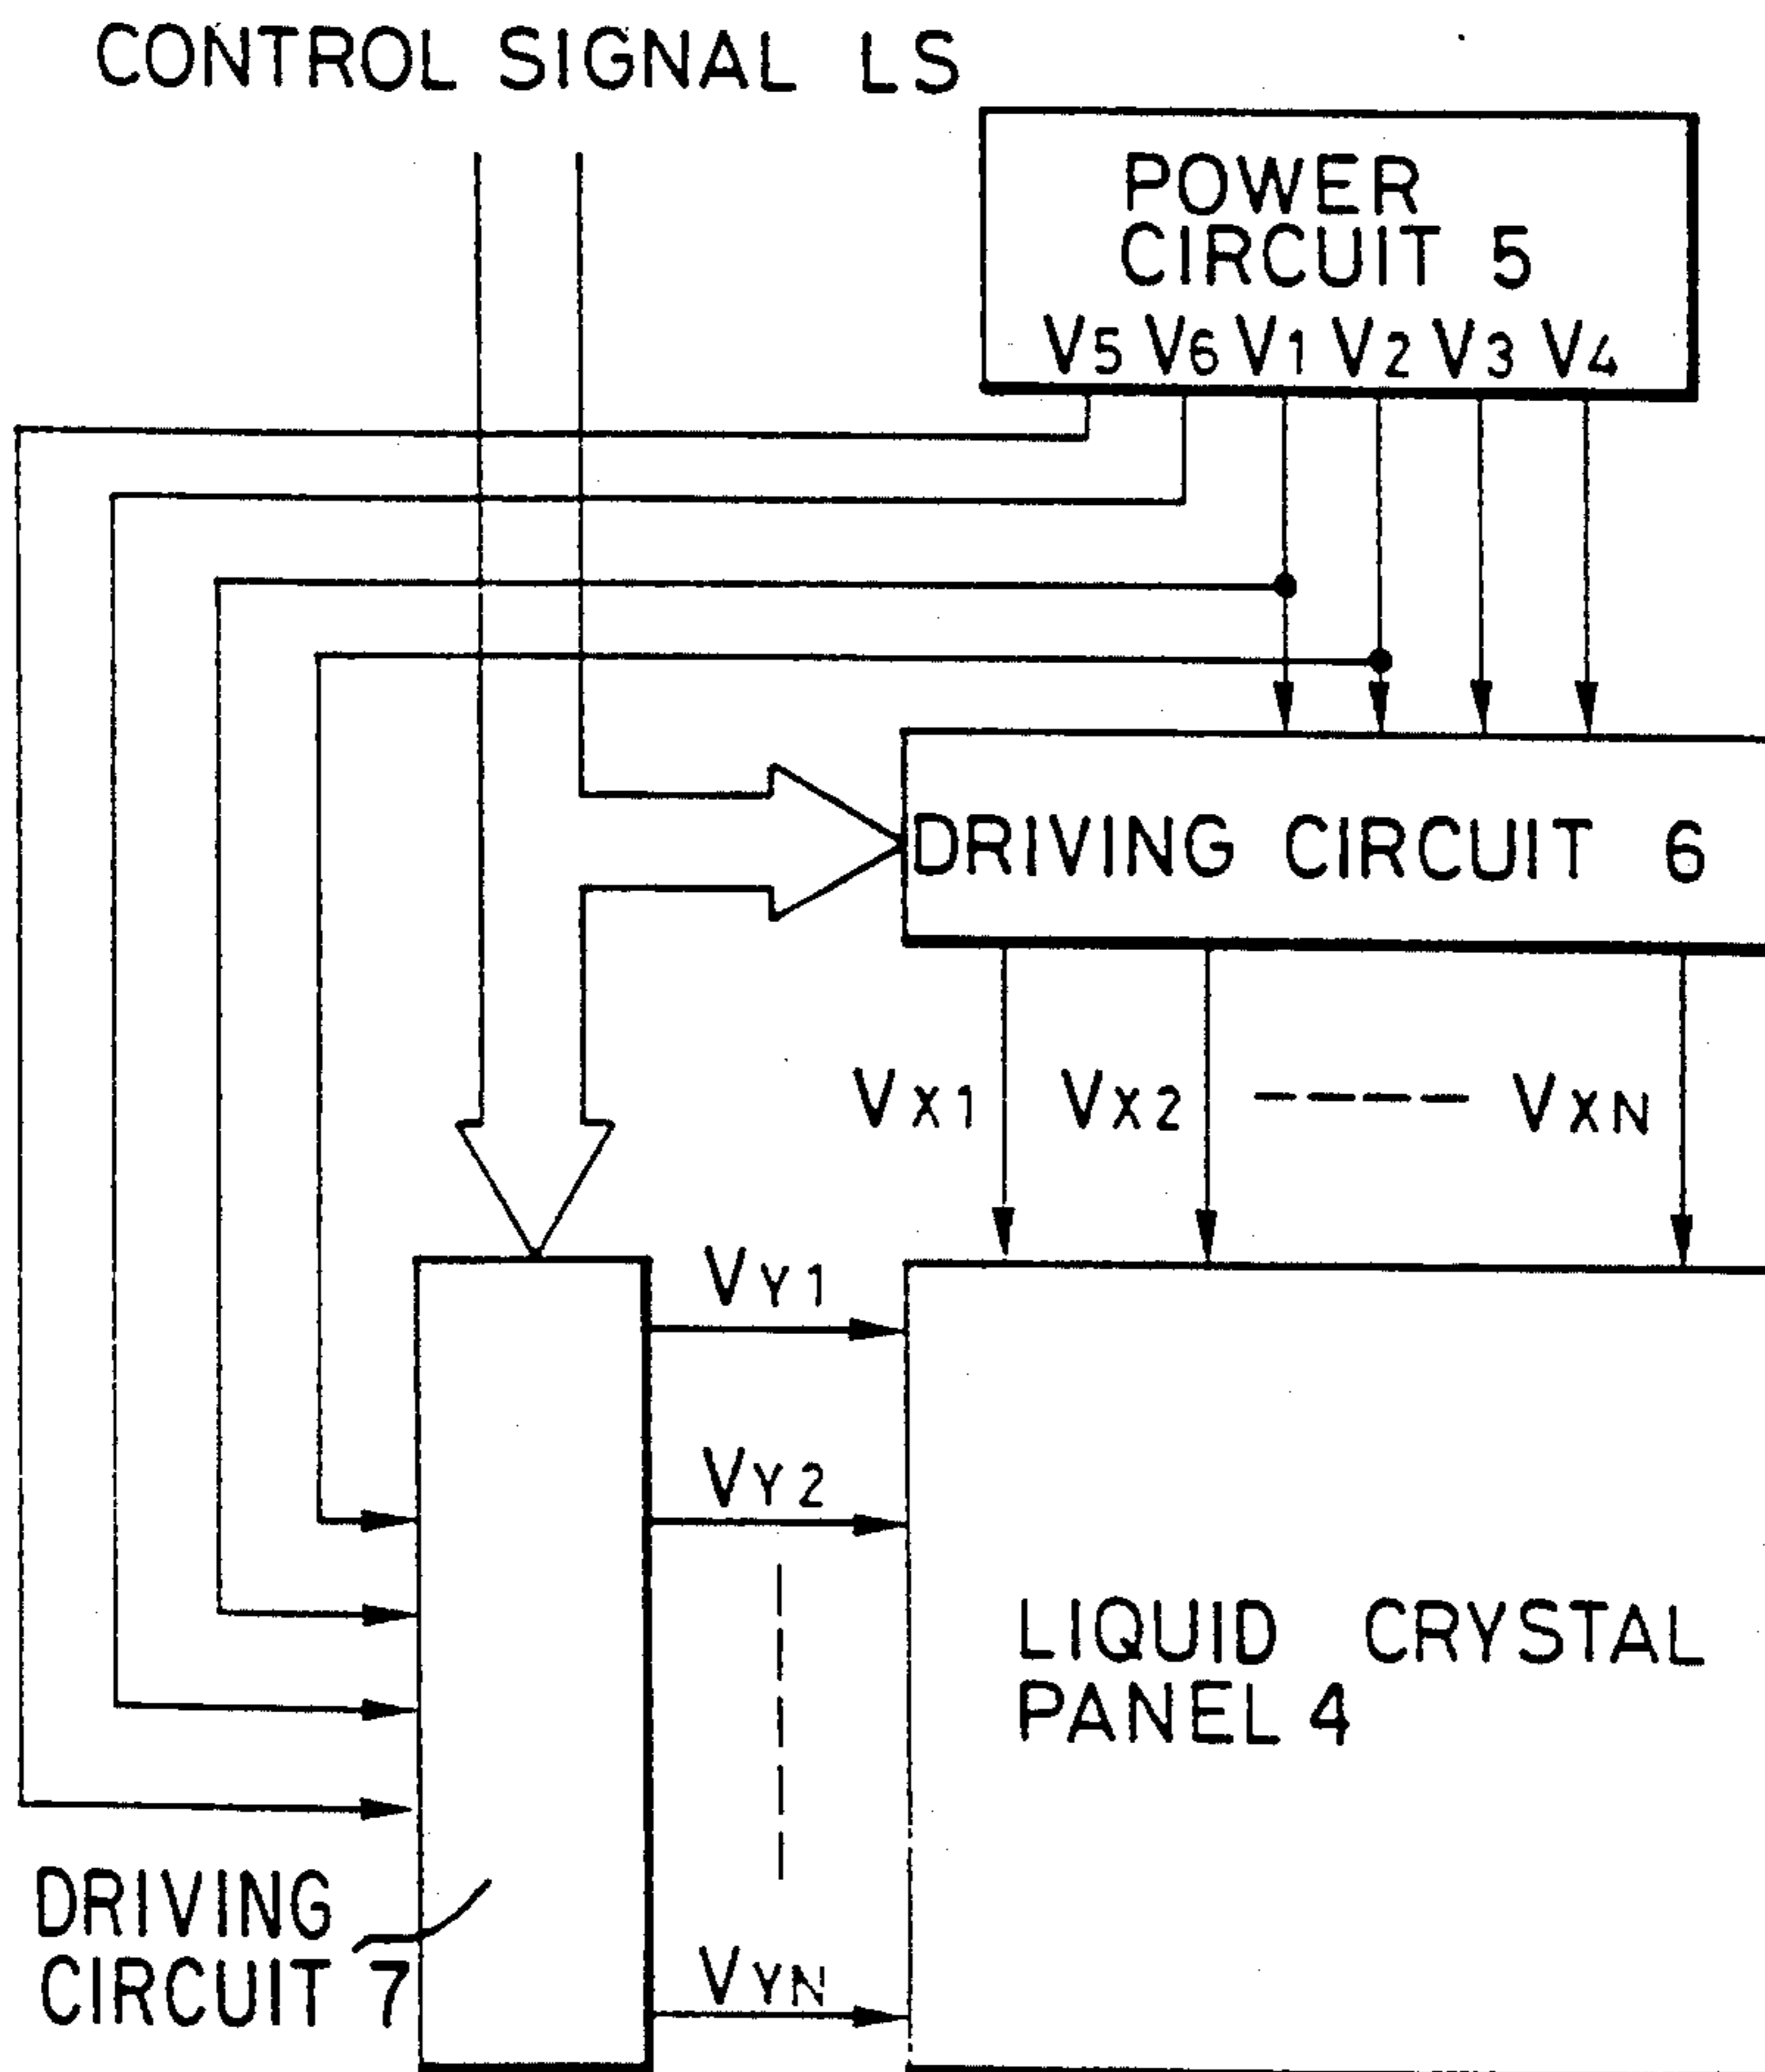 CONTROL SIGNAL LS
POWER
CIRCUIT 5
V5 V6 V1 V2 V3 V4
DRIVING CIRCUIT 6
VX1 VX2 ---- VXN
VY1
VY2
LIQUID CRYSTAL
PANEL 4
DRIVING
CIRCUIT 7
VYN